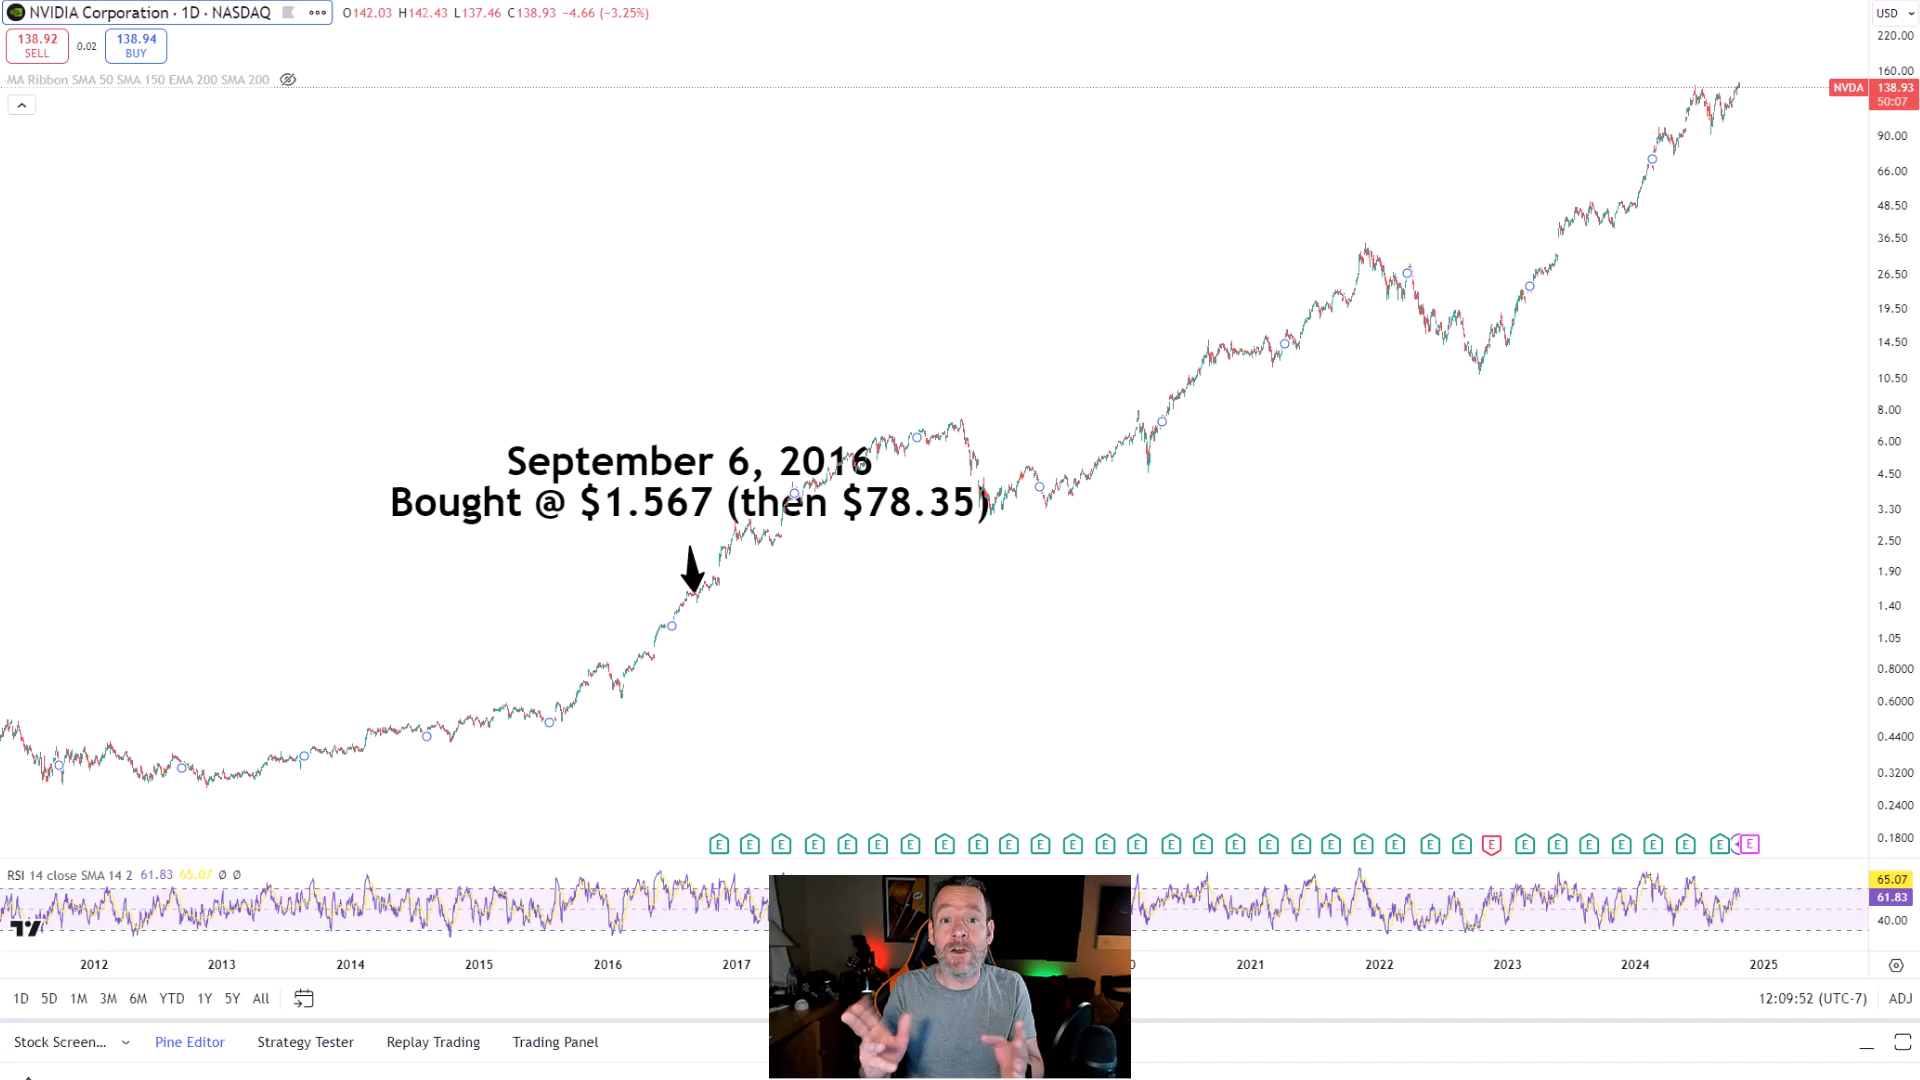 NVIDIA Corporation · 1D · NASDAQ O142.03 H142.43 L137.46 C138.93 −4.66 (−3.25%) USD
138.92 SELL 0.02 138.94 BUY
MA Ribbon SMA 50 SMA 150 EMA 200 SMA 200
220.00
160.00
NVDA 138.93
50:07
90.00
66.00
48.50
36.50
26.50
19.50
14.50
10.50
8.00
6.00
4.50
3.30
2.50
1.90
1.40
1.05
0.8000
0.6000
0.4400
0.3200
0.2400
0.1800
September 6, 2016
Bought @ $1.567 (then $78.35)
E E E E E E E E E E E E E E E E E E E E E E E E E E E E E E E E E
RSI 14 close SMA 14 2 61.83 65.07 Ø Ø
65.07
61.83
40.00
2012 2013 2014 2015 2016 2017 2021 2022 2023 2024 2025
1D 5D 1M 3M 6M YTD 1Y 5Y All 12:09:52 (UTC-7) ADJ
Stock Screen... Pine Editor Strategy Tester Replay Trading Trading Panel